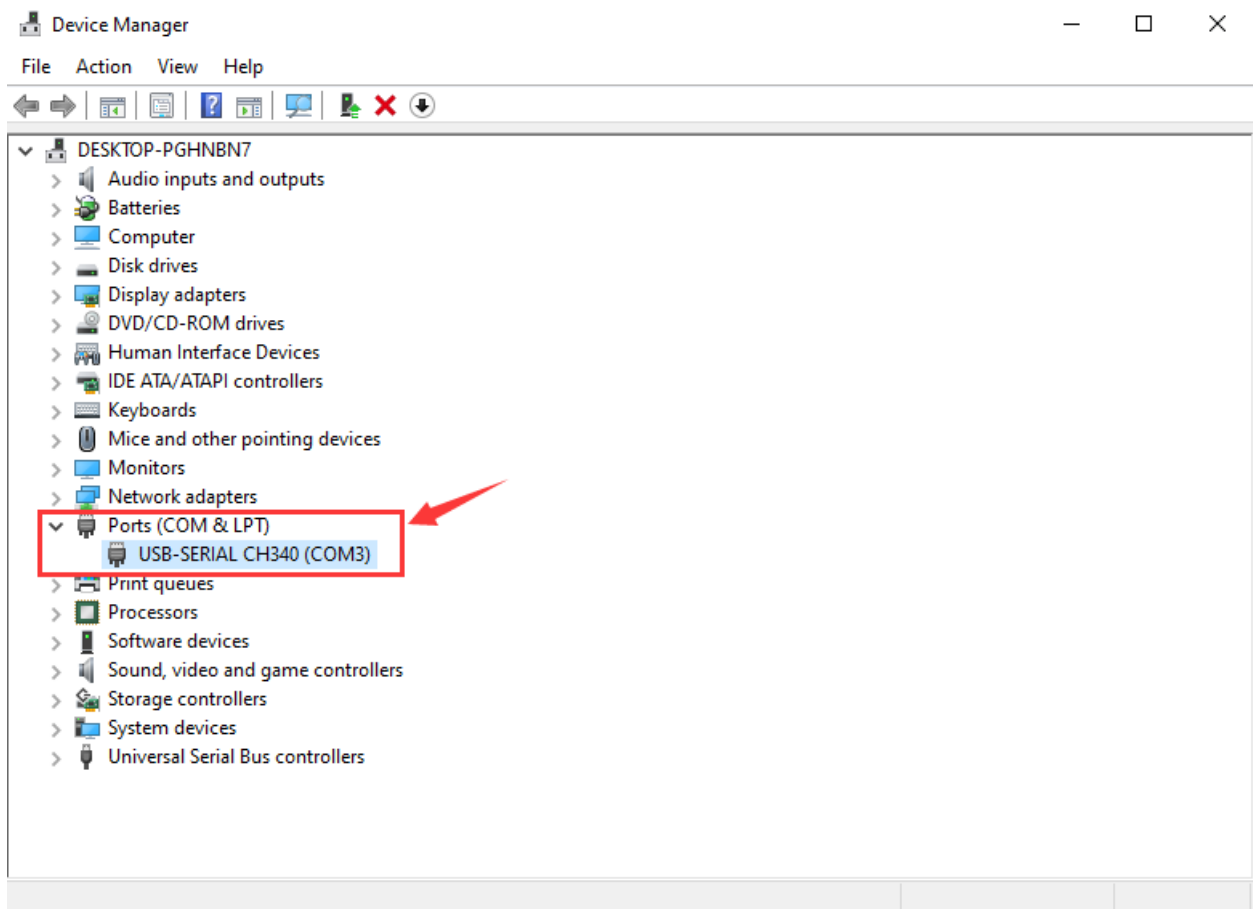 Device Manager
File Action View Help
DESKTOP-PGHNBN7
Audio inputs and outputs
Batteries
Computer
Disk drives
Display adapters
DVD/CD-ROM drives
Human Interface Devices
IDE ATA/ATAPI controllers
Keyboards
Mice and other pointing devices
Monitors
Network adapters
Ports (COM & LPT)
USB-SERIAL CH340 (COM3)
Print queues
Processors
Software devices
Sound, video and game controllers
Storage controllers
System devices
Universal Serial Bus controllers